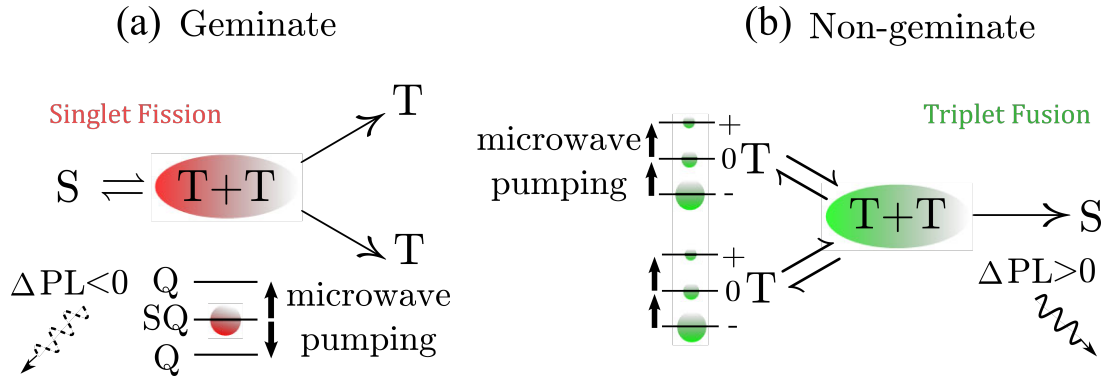 (a) Geminate
Singlet Fission
T
S ⇌ T+T
T
ΔPL<0
Q
SQ
Q
microwave
pumping
(b) Non-geminate
Triplet Fusion
microwave
pumping
+
0
-
T
T+T
S
+
0
-
T
ΔPL>0